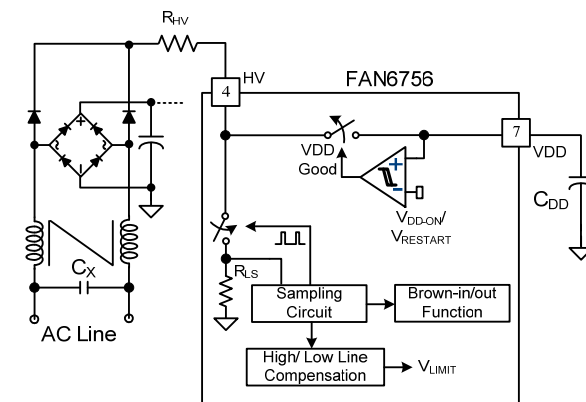 RHV
4
HV
FAN6756
VDD
Good
7
VDD
CDD
VDD-ON/
VRESTART
RLS
CX
Sampling
Circuit
Brown-in/out
Function
AC Line
High/ Low Line
Compensation
VLIMIT